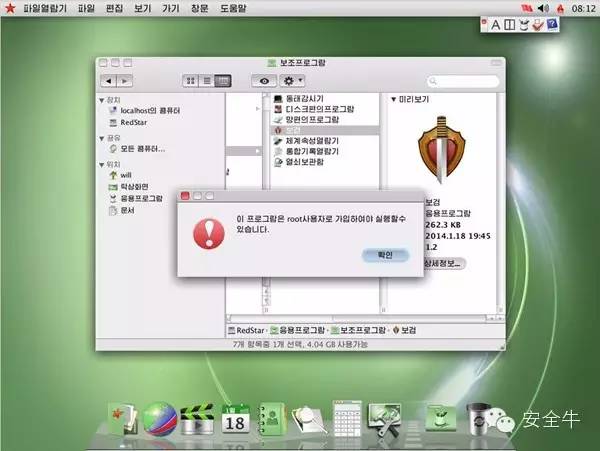 파일열람기 파일 편집 보기 가기 창문 도움말
08:12
보조프로그람
장치
localhost의 콤퓨터
RedStar
공유
모든 콤퓨터...
위치
will
탁상화면
응용프로그람
문서
동태감시기
디스크편의프로그람
망편의프로그람
보검
체계속성열람기
통합기록열람기
열쇠보관함
미리보기
보검
응용프로그람
262.3 KB
2014.1.18 19:45
1.2
상세정보...
이 프로그람은 root사용자로 가입하여야 실행할수
있습니다.
확인
RedStar 응용프로그람 보조프로그람 보검
7개 항목중 1개 선택, 4.04 GB 사용가능
18
安全牛